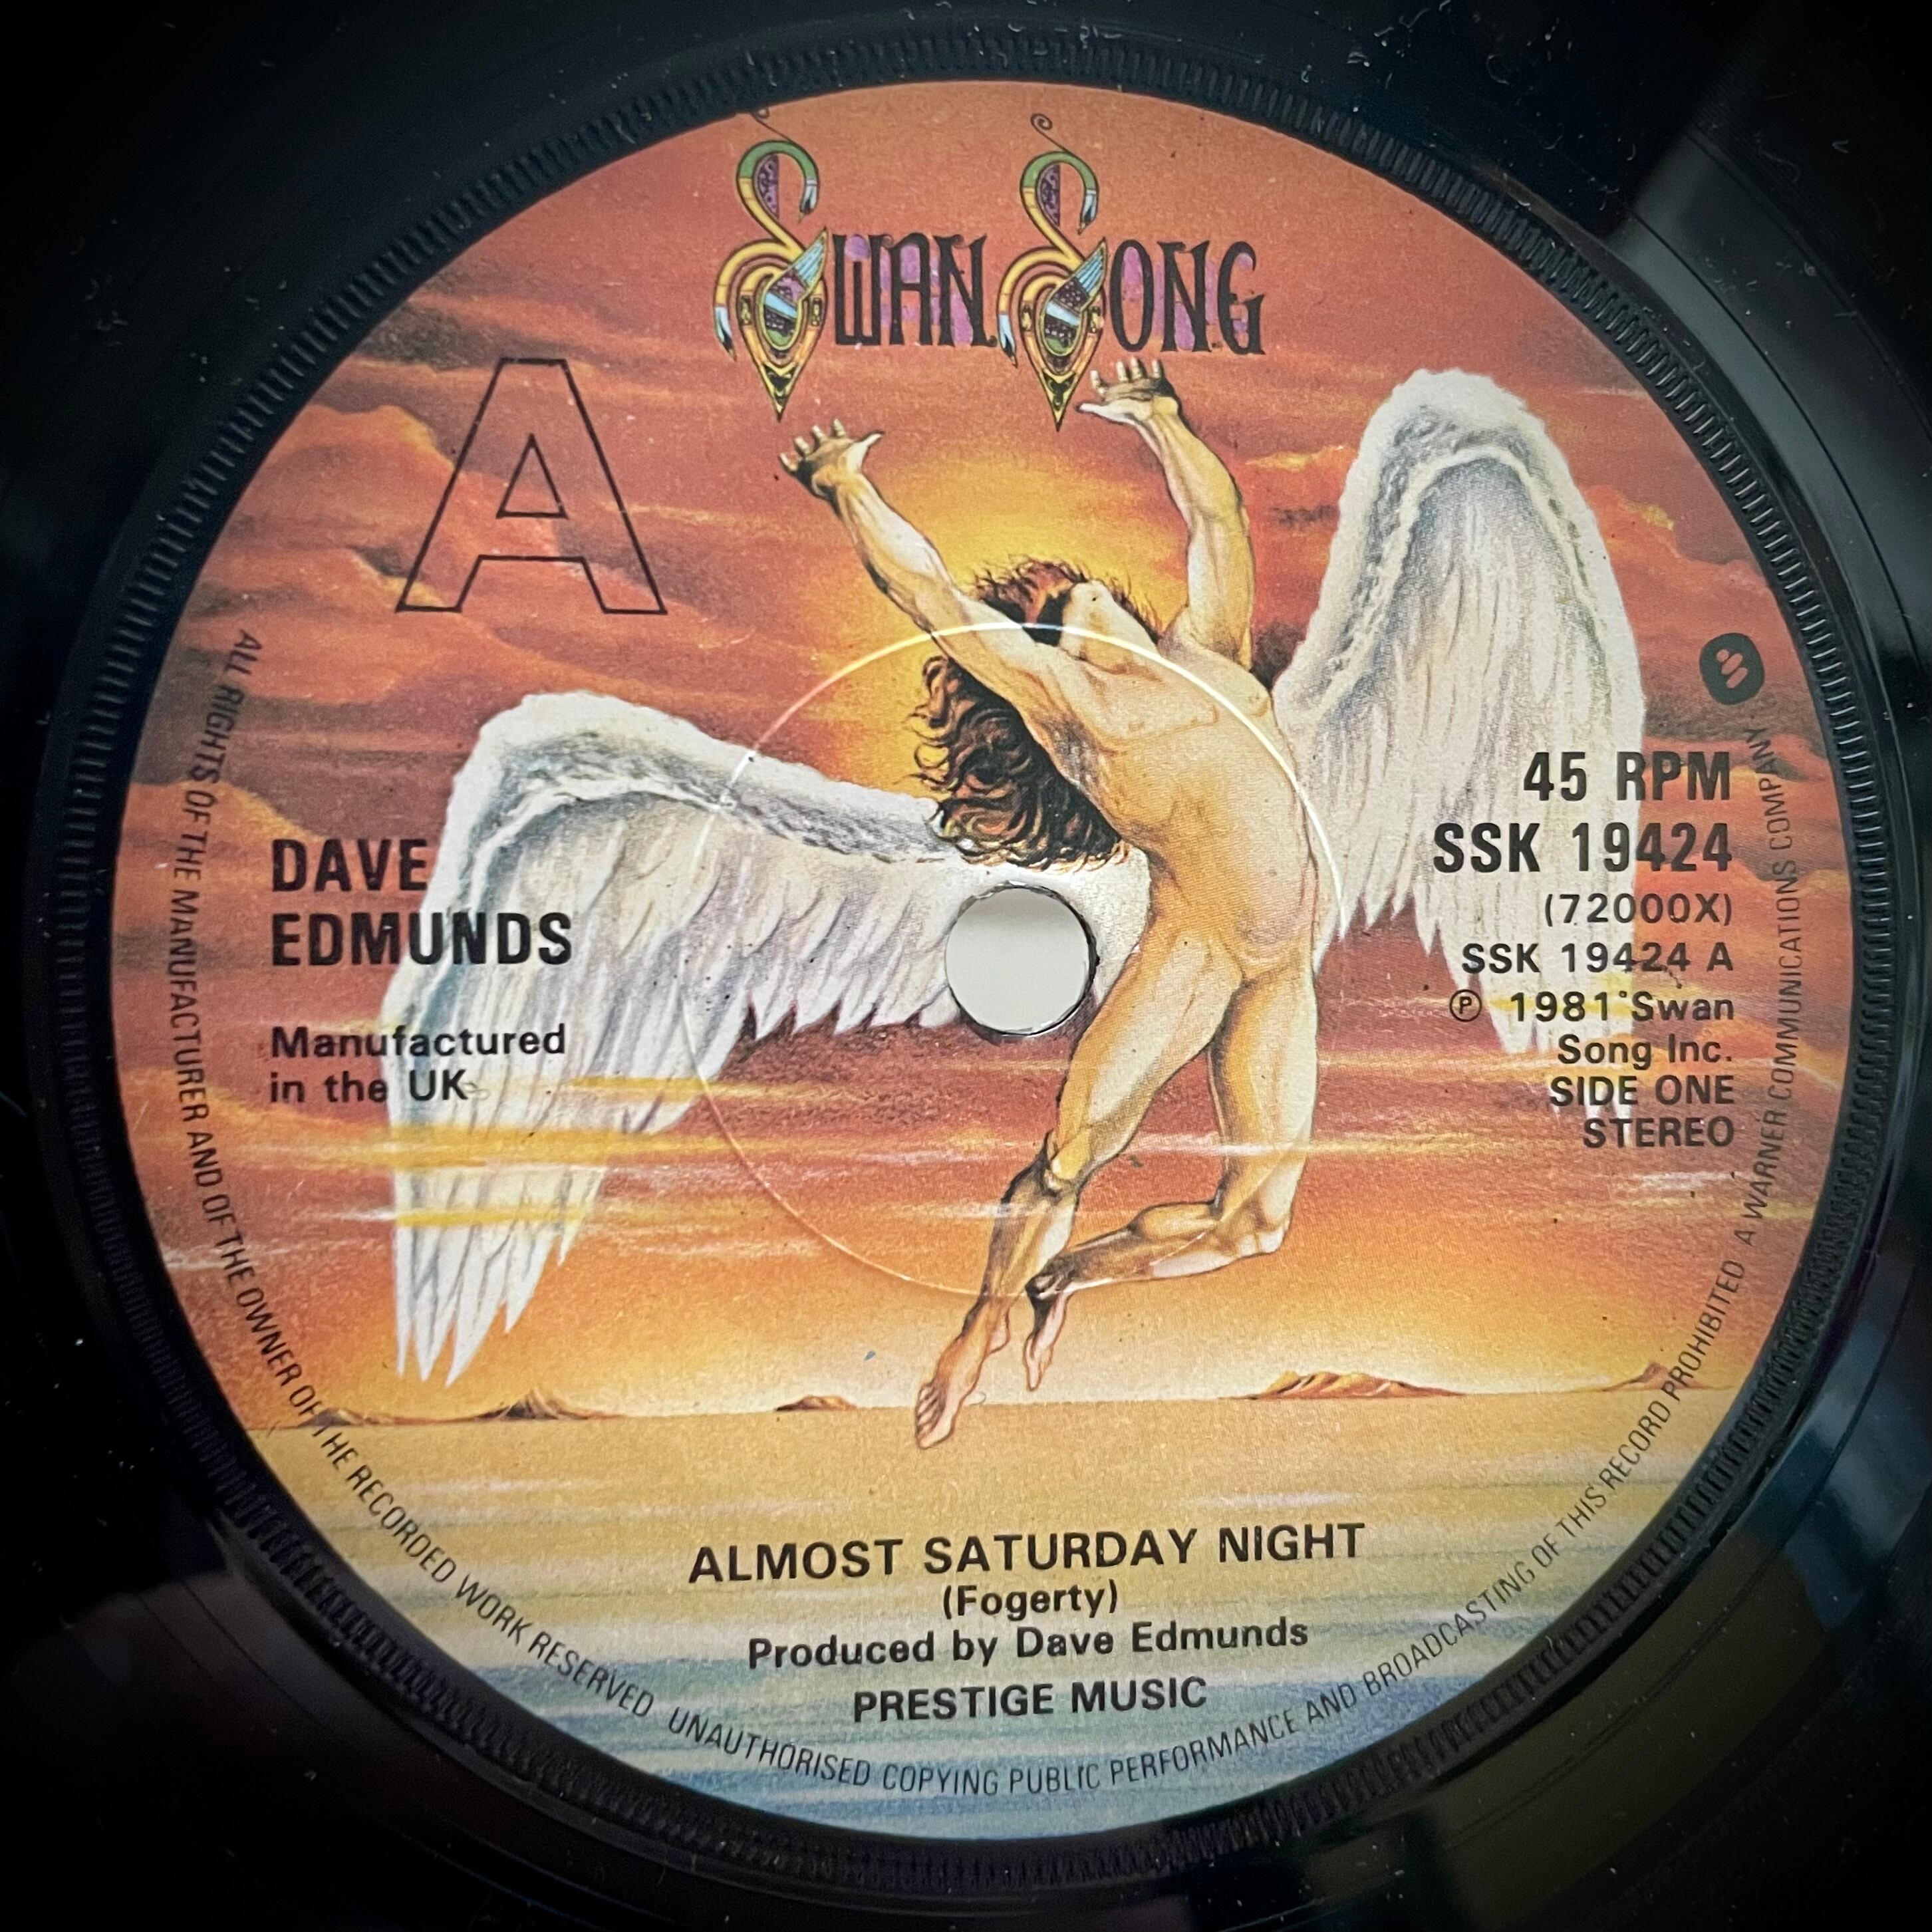 SWAN SONG
A
DAVE
EDMUNDS
Manufactured
in the UK
45 RPM
SSK 19424
(72000X)
SSK 19424 A
℗ 1981 Swan
Song Inc.
SIDE ONE
STEREO
ALMOST SATURDAY NIGHT
(Fogerty)
Produced by Dave Edmunds
PRESTIGE MUSIC
ALL RIGHTS OF THE MANUFACTURER AND OF THE OWNER OF THE RECORDED WORK RESERVED UNAUTHORISED COPYING PUBLIC PERFORMANCE AND BROADCASTING OF THIS RECORD PROHIBITED A WARNER COMMUNICATIONS COMPANY